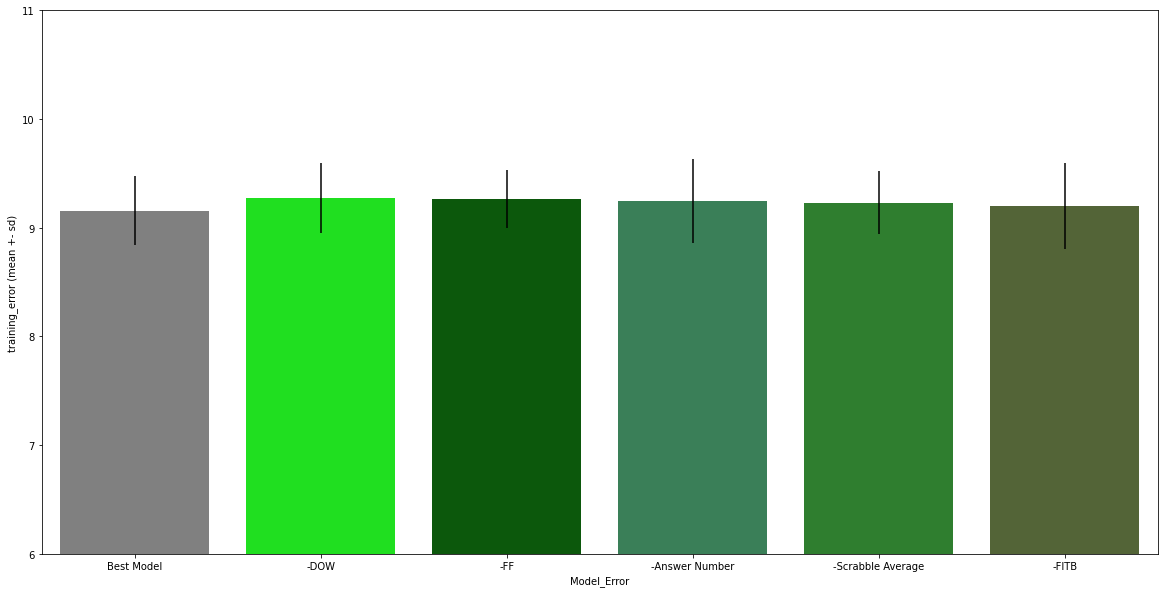 training_error (mean +- sd)
11
10
9
8
7
6
Best Model
-DOW
-FF
-Answer Number
-Scrabble Average
-FITB
Model_Error